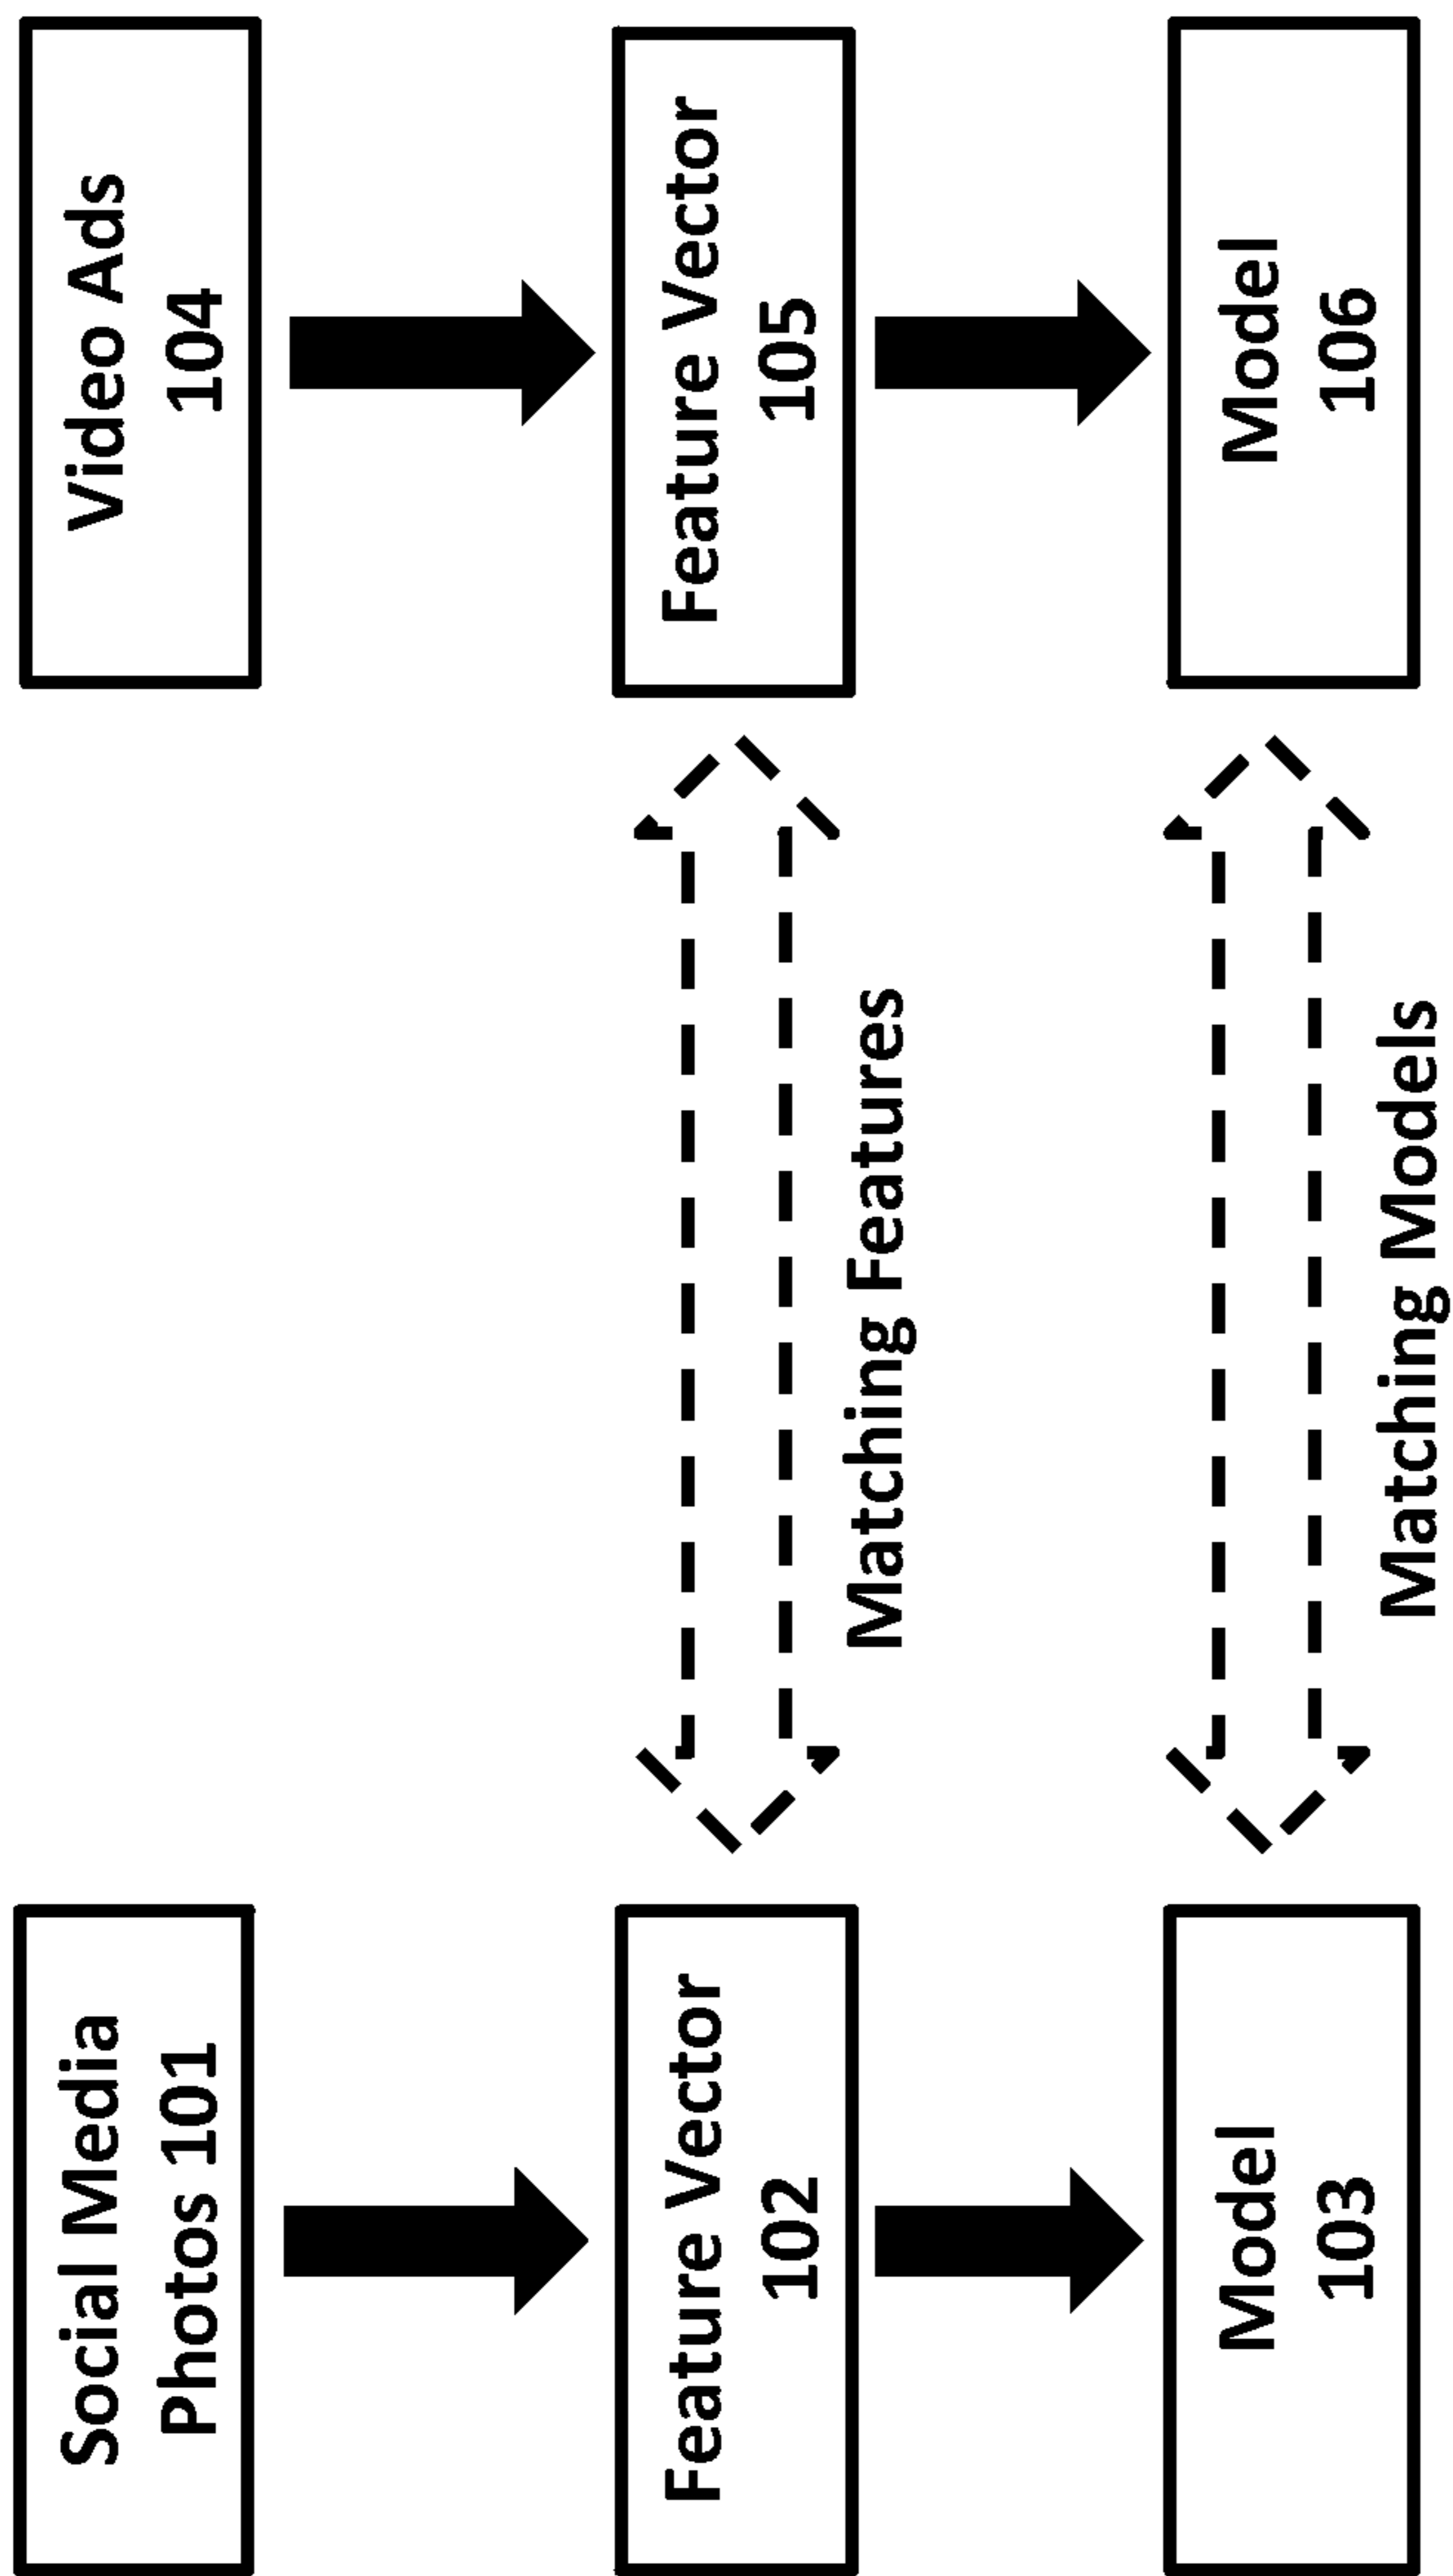 Social Media
Photos 101
Video Ads
104
Feature Vector
102
Matching Features
Feature Vector
105
Model
103
Matching Models
Model
106